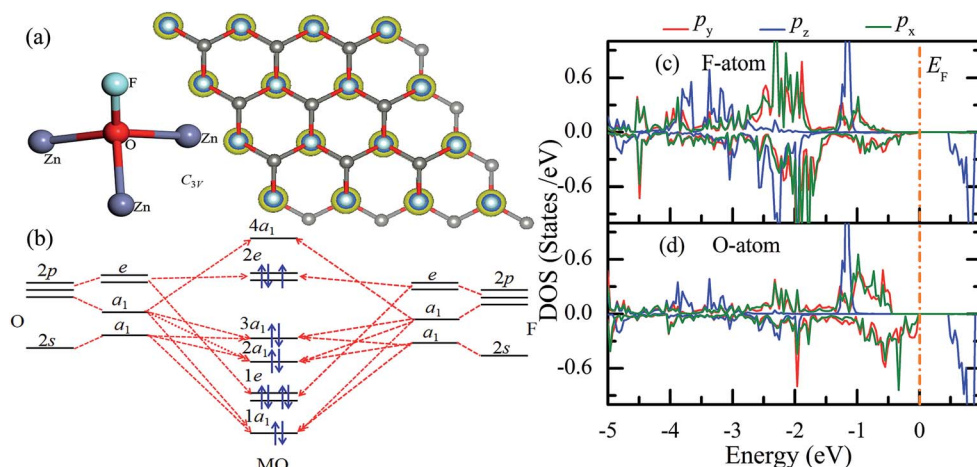 (a)
F
Zn
O
Zn
Zn
C3V
(b)
4a1
2e
2p
e
e
2p
a1
a1
O
3a1
F
2s
a1
a1
2s
2a1
1e
1a1
MO
py
pz
px
(c)
F-atom
EF
0.6
0.0
-0.6
DOS (States /eV)
(d)
O-atom
0.6
0.0
-0.6
-5 -4 -3 -2 -1 0
Energy (eV)